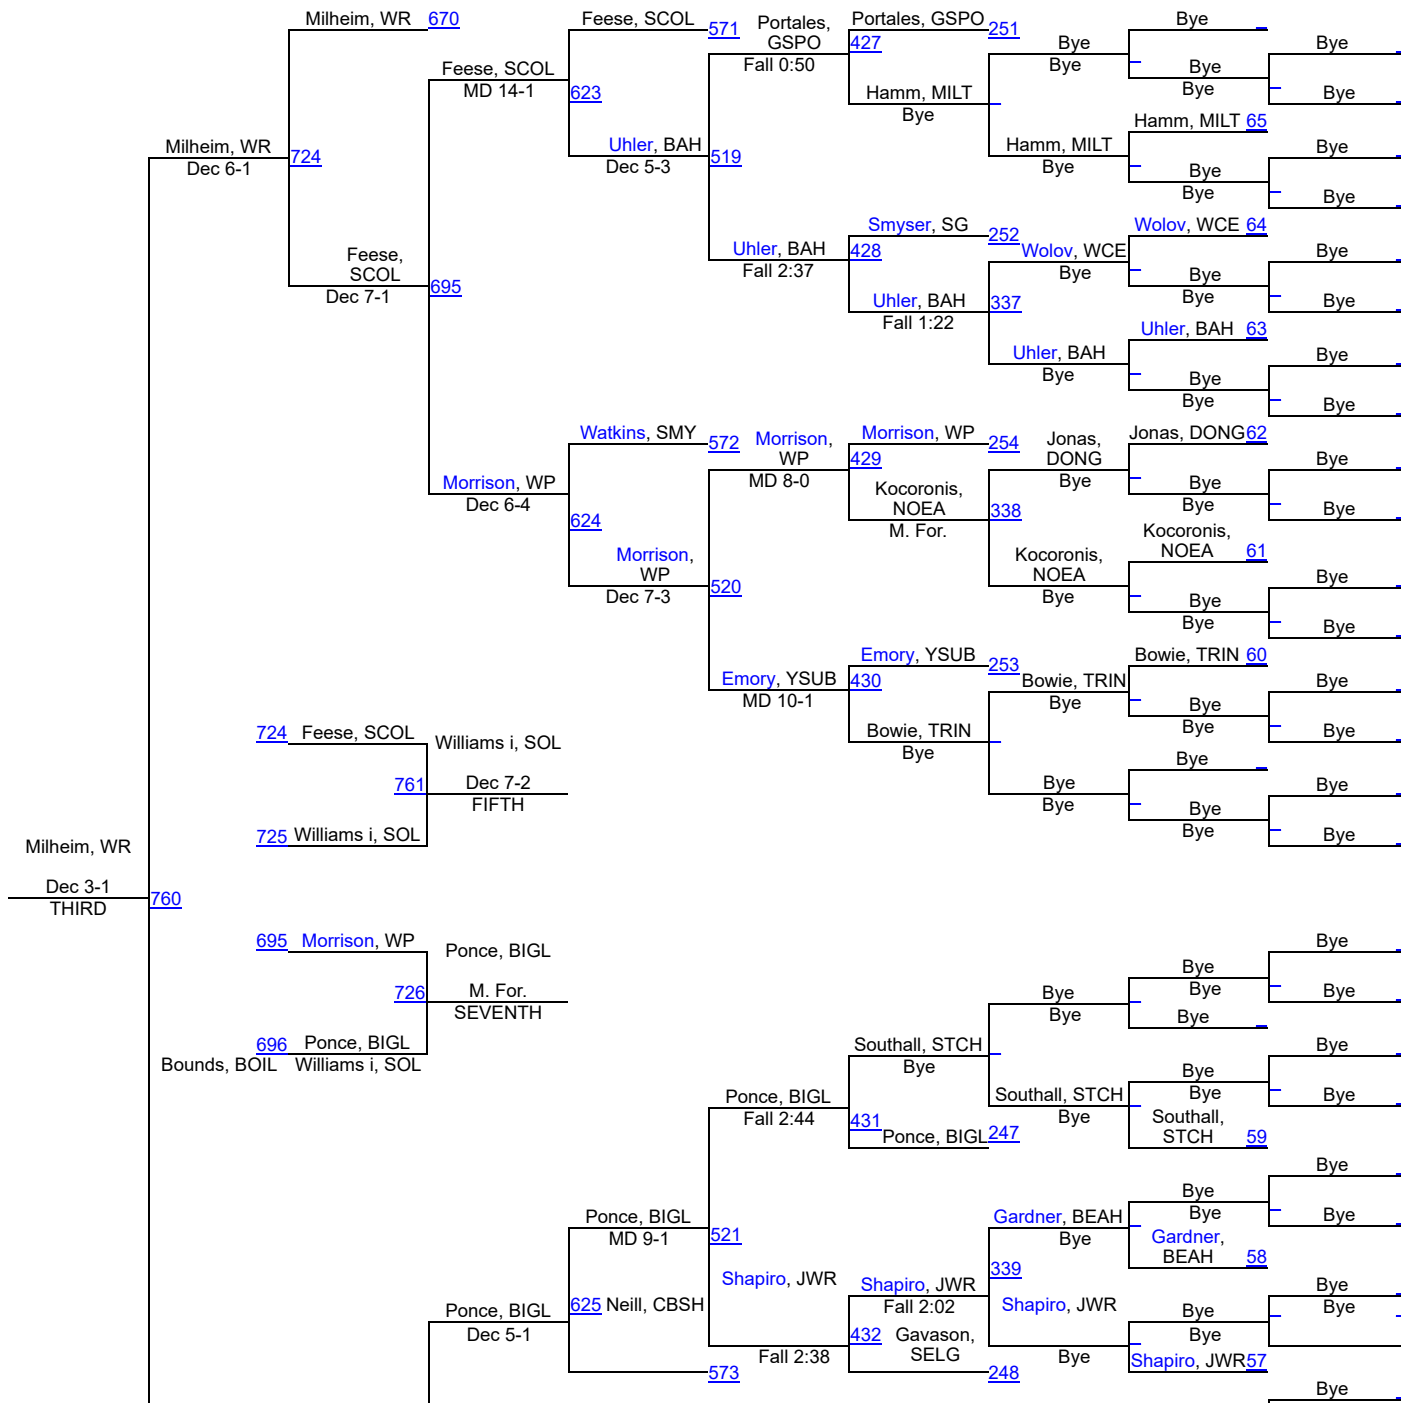 Milheim, WR 670
Feese, SCOL 571
Portales,
GSPO
Fall 0:50
Portales, GSPO 251
427
Bye
Bye
Bye
Bye
Bye
Bye
Bye
Feese, SCOL
MD 14-1
623
Hamm, MILT
Bye
Hamm, MILT 65
Milheim, WR
Dec 6-1
724
Uhler, BAH
Dec 5-3
519
Hamm, MILT
Bye
Bye
Bye
Bye
Bye
Feese,
SCOL
Dec 7-1
695
Uhler, BAH
Fall 2:37
Smyser, SG 252
428
Wolov, WCE
Bye
Wolov, WCE 64
Bye
Bye
Bye
Bye
Uhler, BAH
Fall 1:22
337
Uhler, BAH
Bye
Uhler, BAH 63
Bye
Bye
Bye
Bye
Morrison, WP
Dec 6-4
Watkins, SMY 572
Morrison,
WP
MD 8-0
Morrison, WP 254
429
Jonas,
DONG
Bye
Jonas, DONG 62
Bye
Bye
Bye
Bye
624
Kocoronis,
NOEA
M. For.
338
Kocoronis,
NOEA 61
Morrison,
WP
Dec 7-3
520
Kocoronis,
NOEA
Bye
Bye
Bye
Bye
Bye
Emory, YSUB
MD 10-1
Emory, YSUB 253
430
Bowie, TRIN
Bye
Bowie, TRIN 60
Bye
Bye
Bye
Bye
Bowie, TRIN
Bye
Bye
Bye
Bye
Bye
Bye
Bye
Bye
724 Feese, SCOL
Williams i, SOL
761
Dec 7-2
FIFTH
725 Williams i, SOL
Milheim, WR
Dec 3-1
THIRD
760
695 Morrison, WP
Ponce, BIGL
726
M. For.
SEVENTH
696 Ponce, BIGL
Bounds, BOIL Williams i, SOL
Bye
Bye
Bye
Bye
Bye
Bye
Bye
Southall, STCH
Bye
Bye
Bye
Bye
Bye
Ponce, BIGL
Fall 2:44
431
Ponce, BIGL 247
Southall, STCH
Bye
Southall,
STCH 59
Ponce, BIGL
MD 9-1
521
Gardner, BEAH
Bye
Bye
Bye
Bye
Bye
Gardner,
BEAH 58
Shapiro, JWR
Shapiro, JWR
Fall 2:02
339
Shapiro, JWR
Bye
Bye
Bye
Bye
Ponce, BIGL
Dec 5-1
625 Neill, CBSH
Fall 2:38
432
Gavason,
SELG
248
Bye
Shapiro, JWR 57
573
Bye